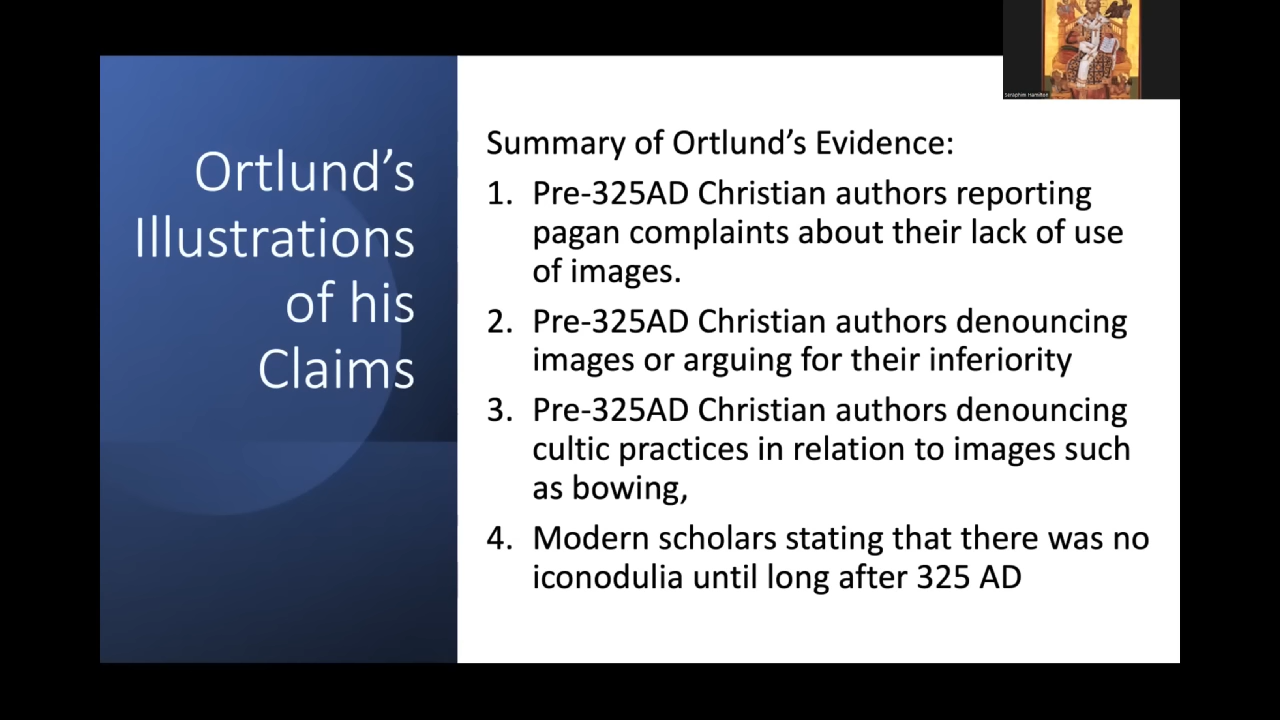 Seraphim Hamilton
Ortlund's
Illustrations
of his
Claims
Summary of Ortlund's Evidence:
1. Pre-325AD Christian authors reporting
pagan complaints about their lack of use
of images.
2. Pre-325AD Christian authors denouncing
images or arguing for their inferiority
3. Pre-325AD Christian authors denouncing
cultic practices in relation to images such
as bowing,
4. Modern scholars stating that there was no
iconodulia until long after 325 AD